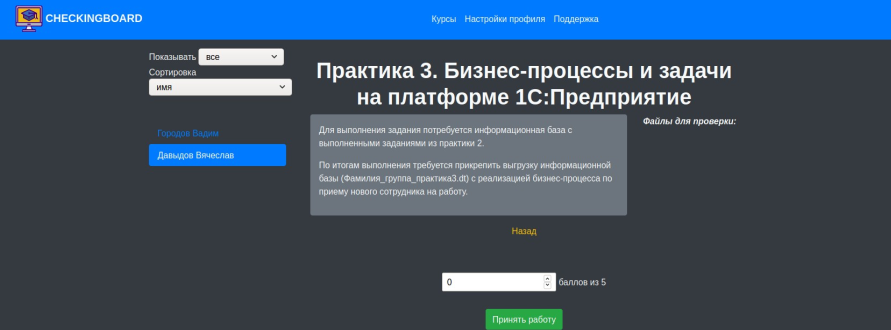 CHECKINGBOARD
Курсы Настройки профиля Поддержка
Показывать все
Сортировка
имя
Городов Вадим
Давыдов Вячеслав
Практика 3. Бизнес-процессы и задачи
на платформе 1С:Предприятие
Для выполнения задания потребуется информационная база с
выполненными заданиями из практики 2.
По итогам выполнения требуется прикрепить выгрузку информационной
базы (Фамилия_группа_практика3.dt) с реализацией бизнес-процесса по
приему нового сотрудника на работу.
Файлы для проверки:
Назад
0 баллов из 5
Принять работу